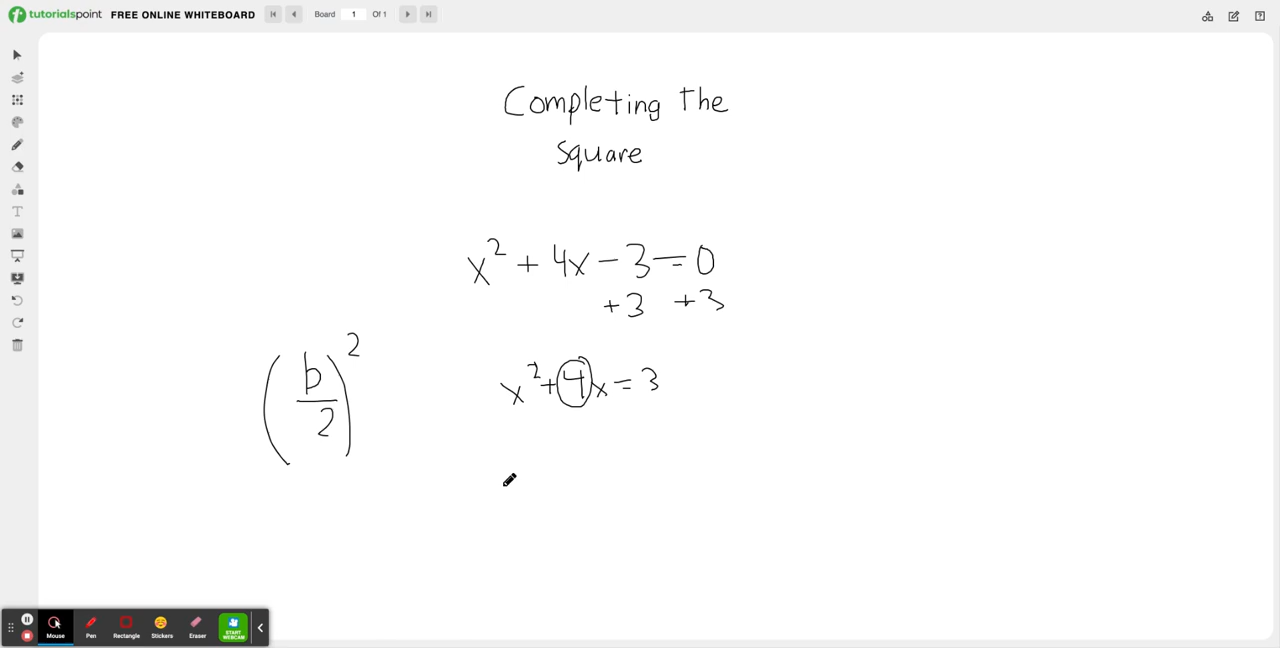 tutorialspoint FREE ONLINE WHITEBOARD Board 1 Of 1
Completing The
Square
x² + 4x − 3 = 0
+3 +3
(b/2)²
x² + 4x = 3
Mouse Pen Rectangle Stickers Eraser START WEBCAM